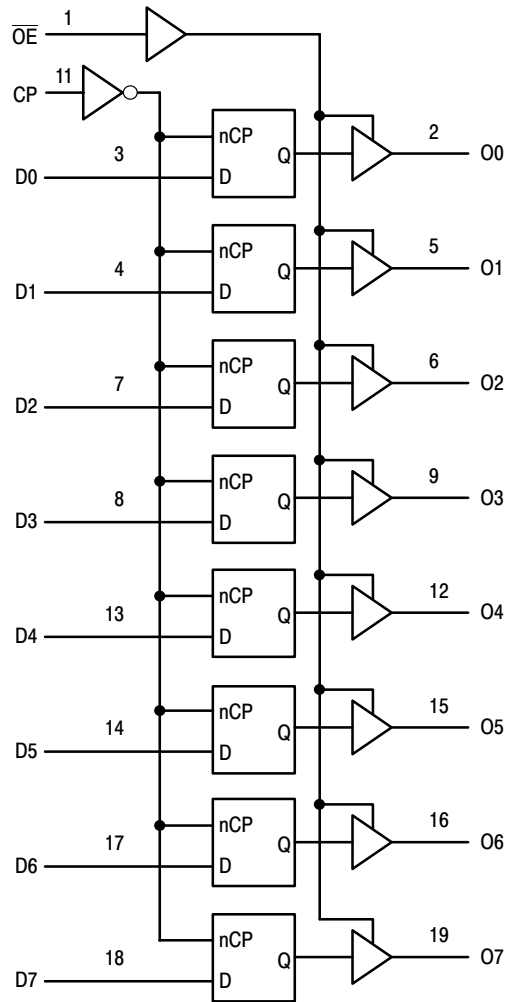 1
O̅E̅
11
CP
nCP
3
2
Q
O0
D0
D
nCP
4
5
Q
O1
D1
D
nCP
7
6
Q
O2
D2
D
nCP
8
9
Q
O3
D3
D
nCP
13
12
Q
O4
D4
D
nCP
14
15
Q
O5
D5
D
nCP
17
16
Q
O6
D6
D
nCP
18
19
Q
O7
D7
D